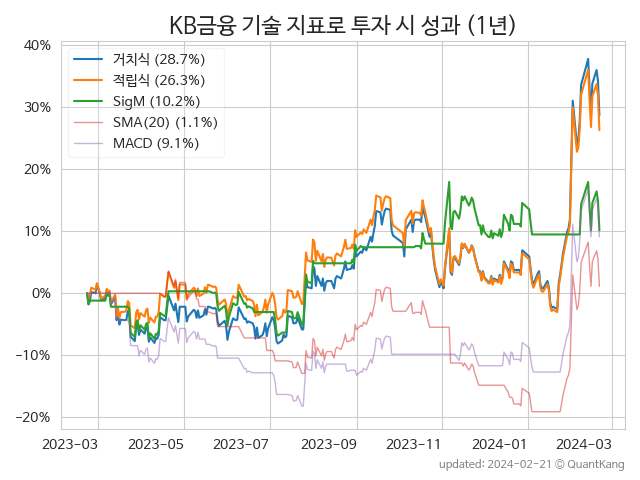 KB금융 기술 지표로 투자 시 성과 (1년)
40%
30%
20%
10%
0%
−10%
−20%
거치식 (28.7%)
적립식 (26.3%)
SigM (10.2%)
SMA(20) (1.1%)
MACD (9.1%)
2023-03 2023-05 2023-07 2023-09 2023-11 2024-01 2024-03
updated: 2024-02-21 © QuantKang